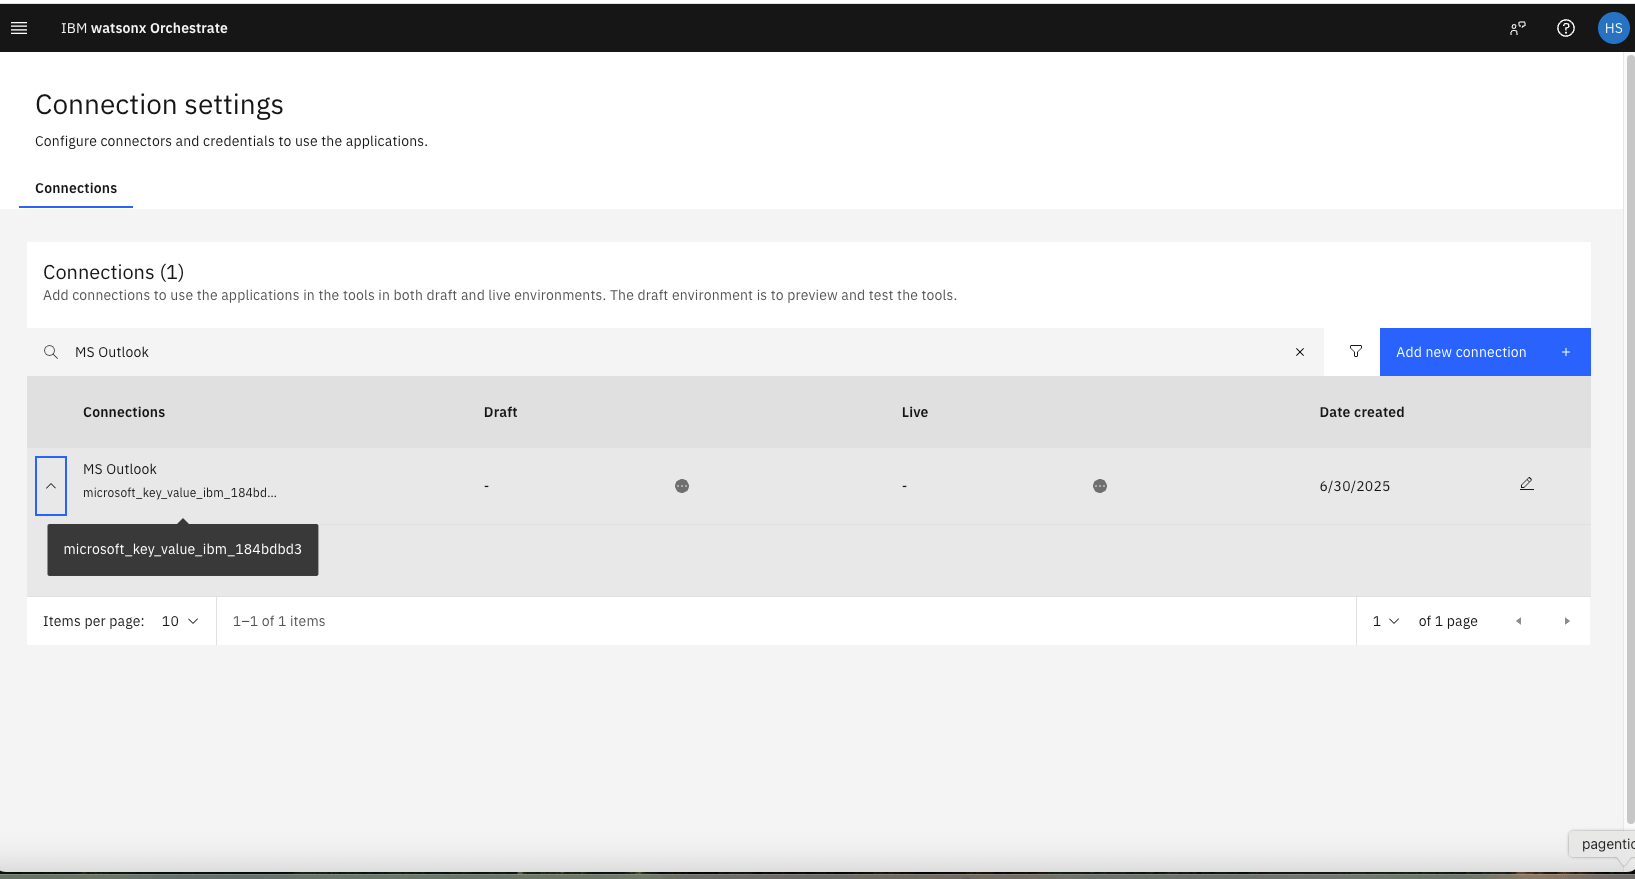 IBM watsonx Orchestrate
HS
Connection settings
Configure connectors and credentials to use the applications.
Connections
Connections (1)
Add connections to use the applications in the tools in both draft and live environments. The draft environment is to preview and test the tools.
MS Outlook
Add new connection +
Connections Draft Live Date created
MS Outlook
microsoft_key_value_ibm_184bd...
- - 6/30/2025
microsoft_key_value_ibm_184bdbd3
Items per page: 10 1–1 of 1 items 1 of 1 page